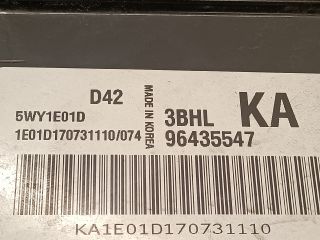 D42
5WY1E01D
1E01D170731110/074
MADE IN KOREA
3BHL KA
96435547
KA1E01D170731110